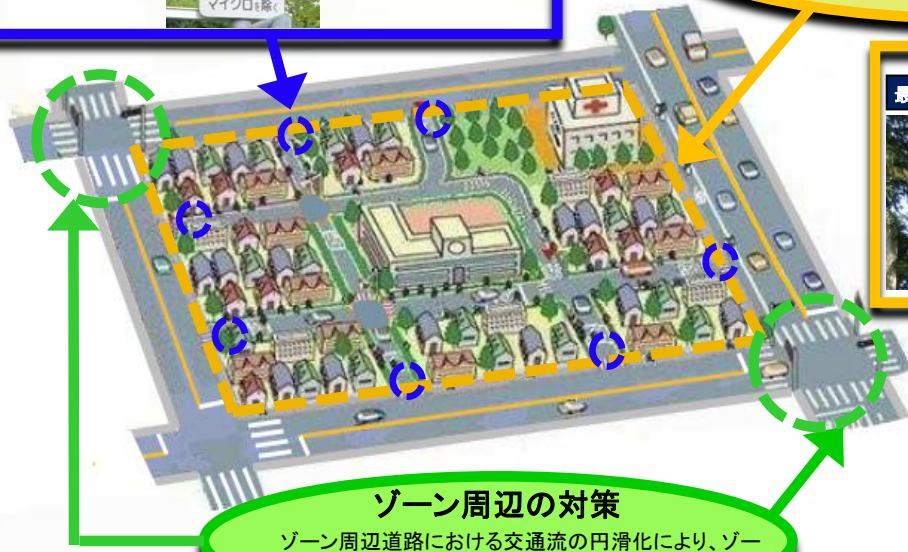 マイクロを除く
最
ゾーン周辺の対策
ゾーン周辺道路における交通流の円滑化により、ゾー